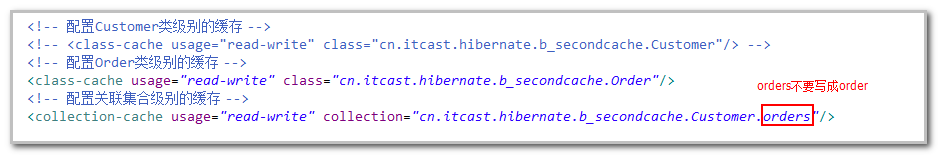 <!-- 配置Customer类级别的缓存 -->
<!-- <class-cache usage="read-write" class="cn.itcast.hibernate.b_secondcache.Customer"/> -->
<!-- 配置Order类级别的缓存 -->
<class-cache usage="read-write" class="cn.itcast.hibernate.b_secondcache.Order"/>
orders不要写成order
<!-- 配置关联集合级别的缓存 -->
<collection-cache usage="read-write" collection="cn.itcast.hibernate.b_secondcache.Customer.orders"/>